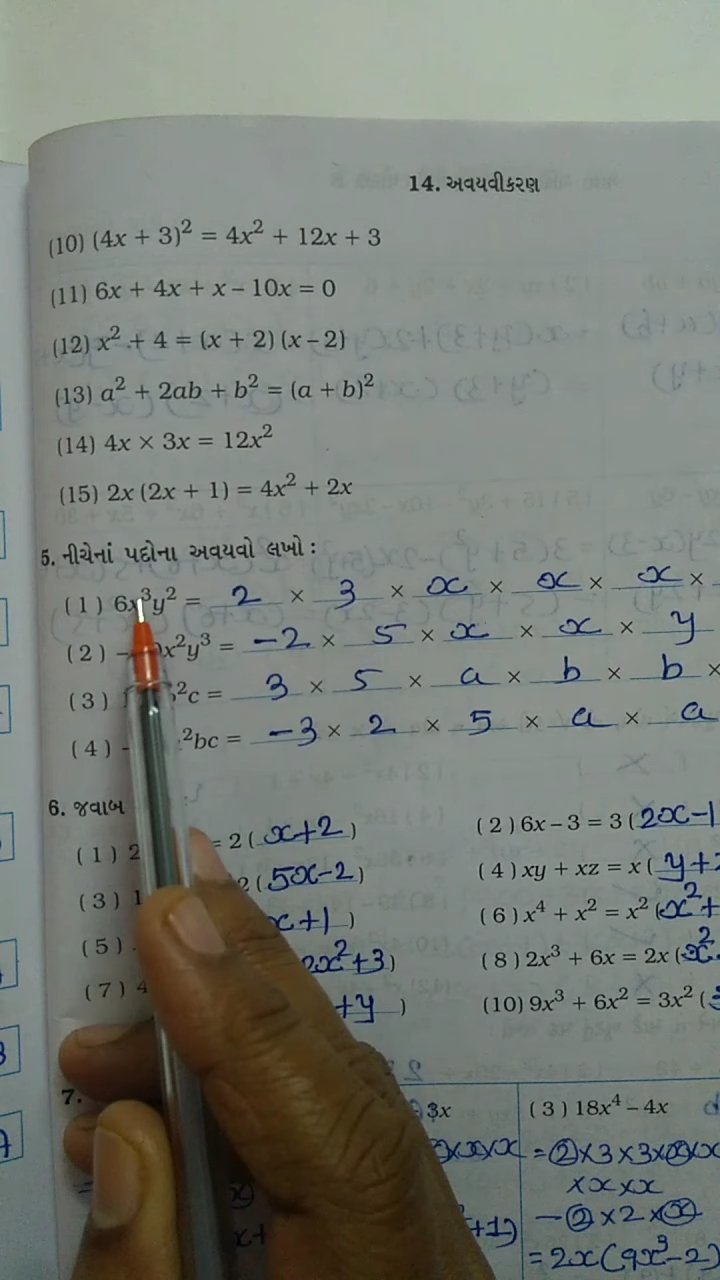 14. અવયવીકરણ
(10) (4x + 3)² = 4x² + 12x + 3
(11) 6x + 4x + x – 10x = 0
(12) x² + 4 = (x + 2) (x – 2)
(13) a² + 2ab + b² = (a + b)²
(14) 4x × 3x = 12x²
(15) 2x (2x + 1) = 4x² + 2x
5. નીચેનાં પદોના અવયવો લખો :
(1) 6x³y² = 2 × 3 × x × x × x ×
(2) – x²y³ = –2 × 5 × x × x × y
(3) ²c = 3 × 5 × a × b × b ×
(4) – ²bc = –3 × 2 × 5 × a × a
6. જવાબ
(1) 2 = 2 ( x+2 ) (2) 6x – 3 = 3 ( 2x–1
(3) 1 2 ( 5x–2 ) (4) xy + xz = x ( y+
(5) x+1 ) (6) x⁴ + x² = x² ( x²+
(7) 4 2x²+3 ) (8) 2x³ + 6x = 2x ( x²
+y ) (10) 9x³ + 6x² = 3x² (
7. 3x (3) 18x⁴ – 4x
= 2×3×3×x×x
×x×x
– 2×2×x
+1) = 2x(9x³–2)